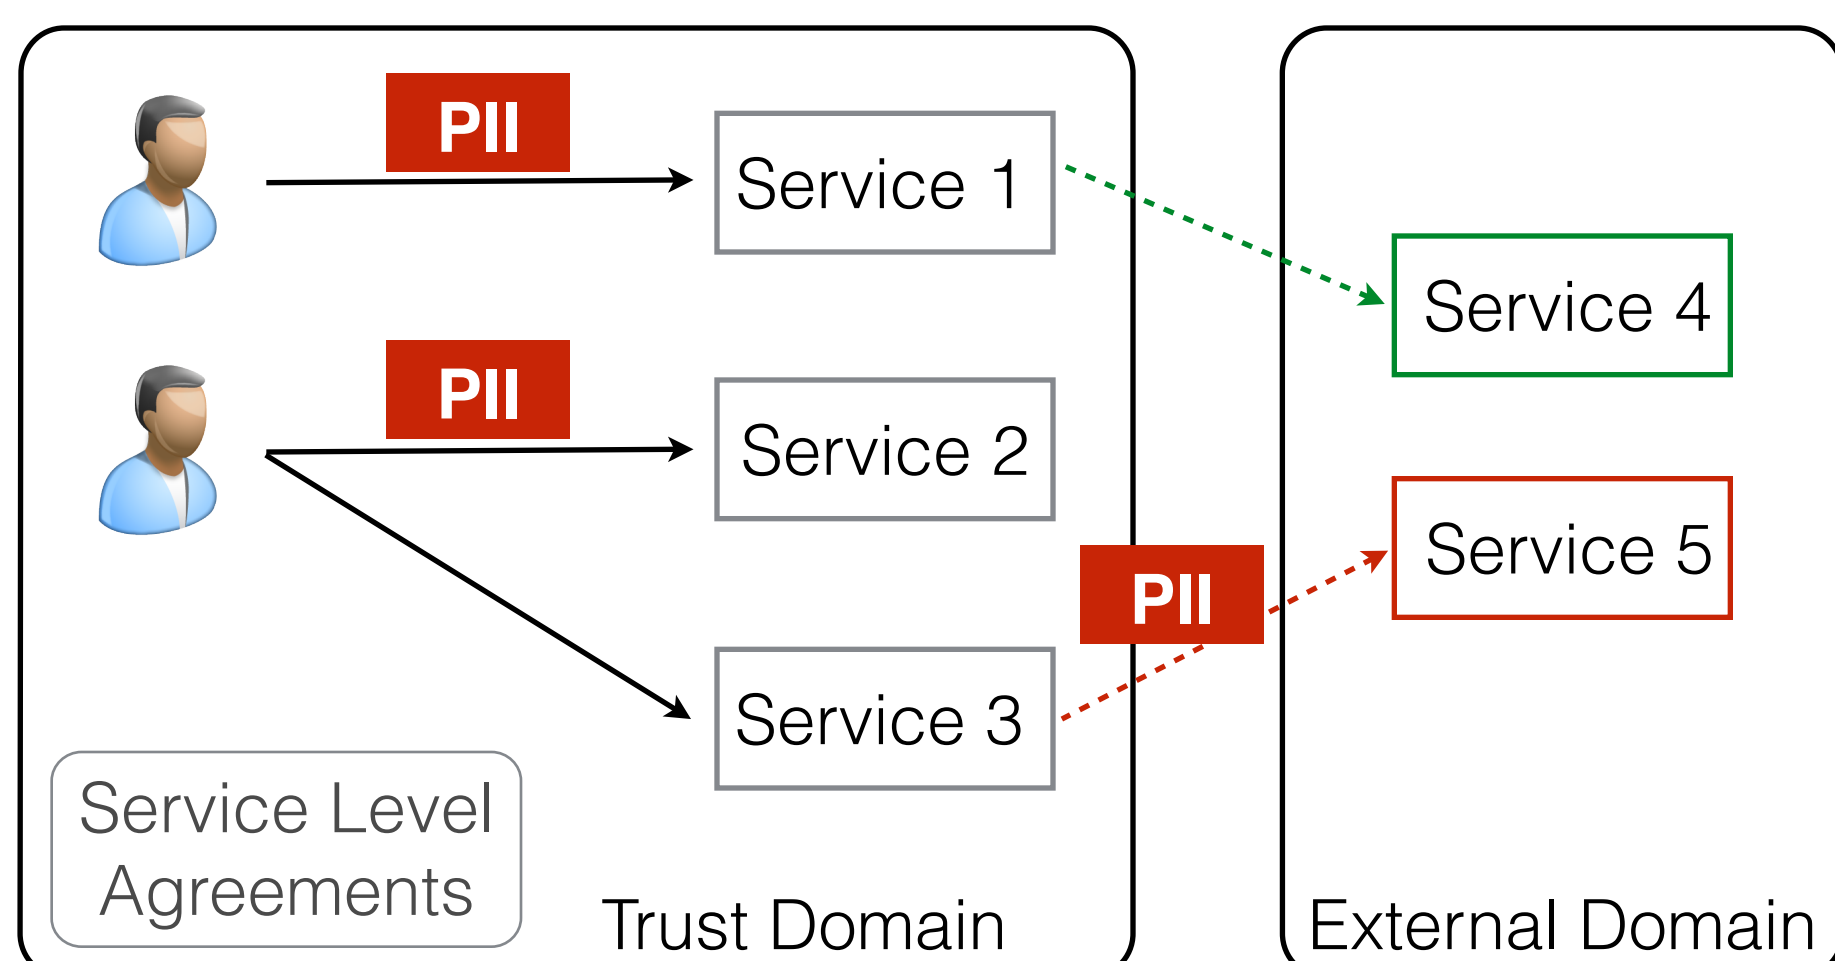 PII
Service 1
Service 4
PII
Service 2
Service 5
PII
Service 3
Service Level
Agreements
Trust Domain
External Domain